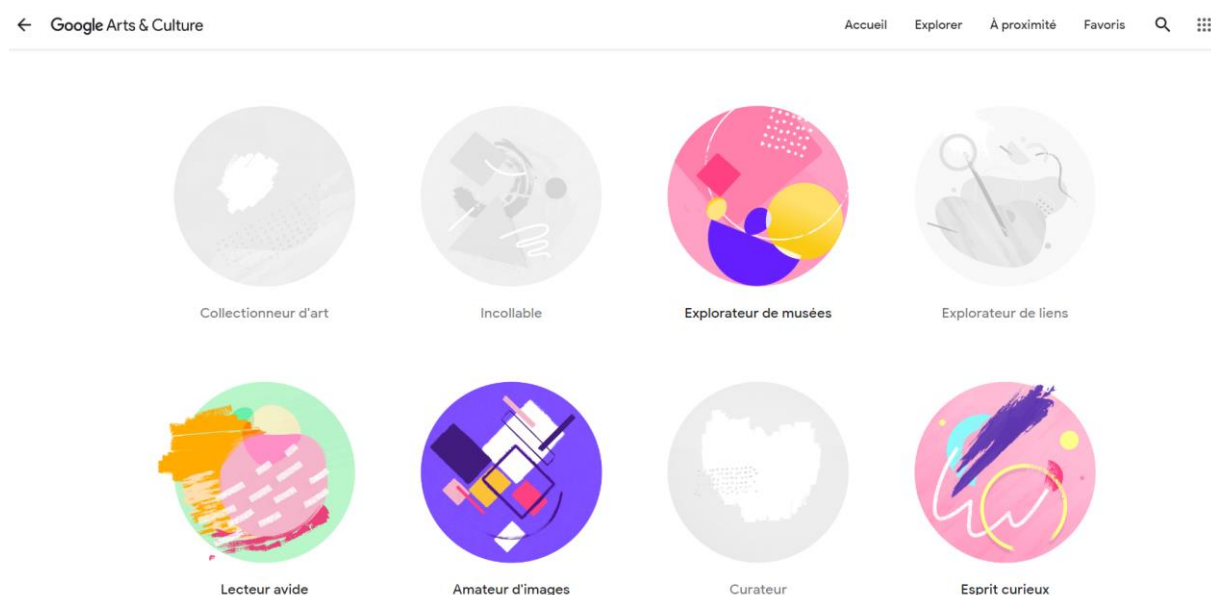 Google Arts & Culture Accueil Explorer À proximité Favoris
Collectionneur d'art Incollable Explorateur de musées Explorateur de liens
Lecteur avide Amateur d'images Curateur Esprit curieux